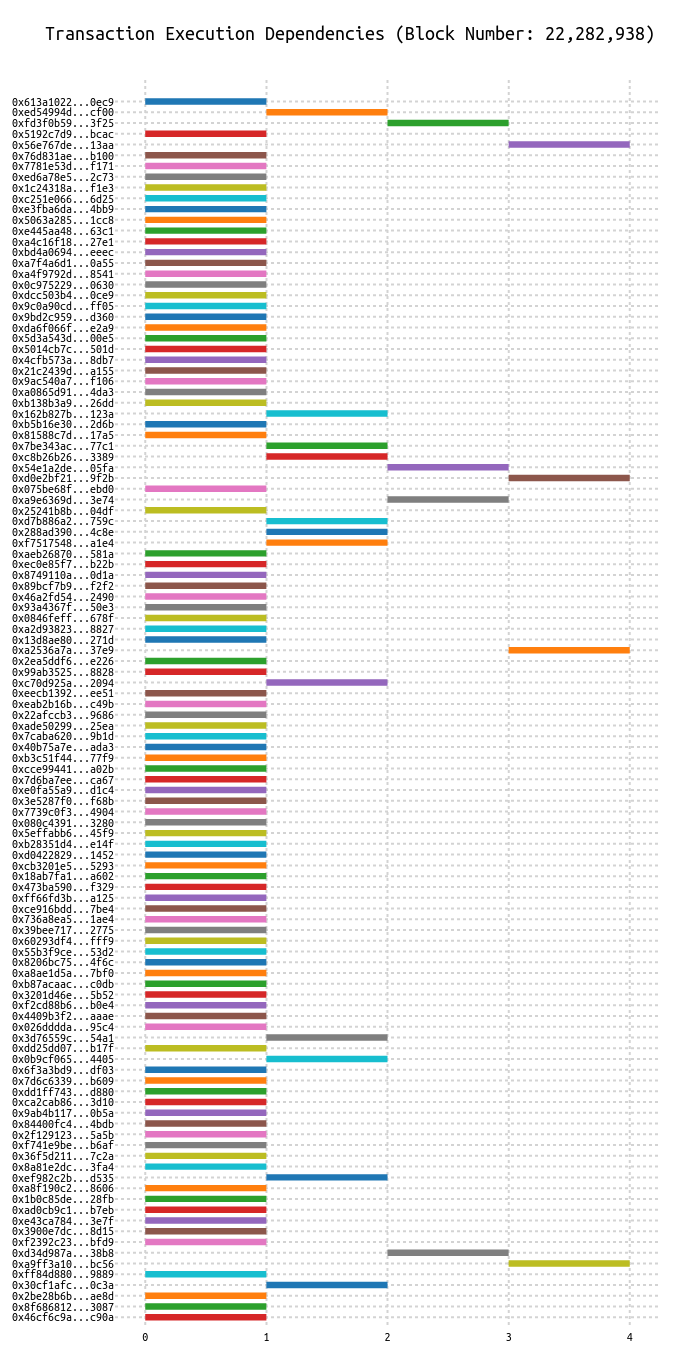 Transaction Execution Dependencies (Block Number: 22,282,938)
0x613a1022...0ec9
0xed54994d...cf00
0xfd3f0b59...3f25
0x5192c7d9...bcac
0x56e767de...13aa
0x76d831ae...b100
0x7781e53d...f171
0xed6a78e5...2c73
0x1c24318a...f1e3
0xc251e066...6d25
0xe3fba6da...4bb9
0x5063a285...1cc8
0xe445aa48...63c1
0xa4c16f18...27e1
0xbd4a0694...eeec
0xa7f4a6d1...0a55
0xa4f9792d...8541
0x0c975229...0630
0xdcc503b4...0ce9
0x9c0a90cd...ff05
0x9bd2c959...d360
0xda6f066f...e2a9
0x5d3a543d...00e5
0x5014cb7c...501d
0x4cfb573a...8db7
0x21c2439d...a155
0x9ac540a7...f106
0xa0865d91...4da3
0xb138b3a9...26dd
0x162b827b...123a
0xb5b16e30...2d6b
0x81588c7d...17a5
0x7be343ac...77c1
0xc8b26b26...3389
0x54e1a2de...05fa
0xd0e2bf21...9f2b
0x075be68f...ebd0
0xa9e6369d...3e74
0x25241b8b...04df
0xd7b886a2...759c
0x288ad390...4c8e
0xf7517548...a1e4
0xaeb26870...581a
0xec0e85f7...b22b
0x8749110a...0d1a
0x89bcf7b9...f2f2
0x46a2fd54...2490
0x93a4367f...50e3
0x0846feff...678f
0xa2d93823...8827
0x13d8ae80...271d
0xa2536a7a...37e9
0x2ea5ddf6...e226
0x99ab3525...8828
0xc70d925a...2094
0xeecb1392...ee51
0xeab2b16b...c49b
0x22afccb3...9686
0xade50299...25ea
0x7caba620...9b1d
0x40b75a7e...ada3
0xb3c51f44...77f9
0xcce99441...a02b
0x7d6ba7ee...ca67
0xe0fa55a9...d1c4
0x3e5287f0...f68b
0x7739c0f3...4904
0x080c4391...3280
0x5effabb6...45f9
0xb28351d4...e14f
0xd0422829...1452
0xcb3201e5...5293
0x18ab7fa1...a602
0x473ba590...f329
0xff66fd3b...a125
0xce916bdd...7be4
0x736a8ea5...1ae4
0x39bee717...2775
0x60293df4...fff9
0x55b3f9ce...53d2
0x8206bc75...4f6c
0xa8ae1d5a...7bf0
0xb87acaac...c0db
0x3201d46e...5b52
0xf2cd88b6...b0e4
0x4409b3f2...aaae
0x026dddda...95c4
0x3d76559c...54a1
0xdd25dd07...b17f
0x0b9cf065...4405
0x6f3a3bd9...df03
0x7d6c6339...b609
0xdd1ff743...d880
0xca2cab86...3d10
0x9ab4b117...0b5a
0x84400fc4...4bdb
0x2f129123...5a5b
0xf741e9be...b6af
0x36f5d211...7c2a
0x8a81e2dc...3fa4
0xef982c2b...d535
0xa8f190c2...8606
0x1b0c85de...28fb
0xad0cb9c1...b7eb
0xe43ca784...3e7f
0x3900e7dc...8d15
0xf2392c23...bfd9
0xd34d987a...38b8
0xa9ff3a10...bc56
0xff84d880...9889
0x30cf1afc...0c3a
0x2be28b6b...ae8d
0x8f686812...3087
0x46cf6c9a...c90a
0 1 2 3 4